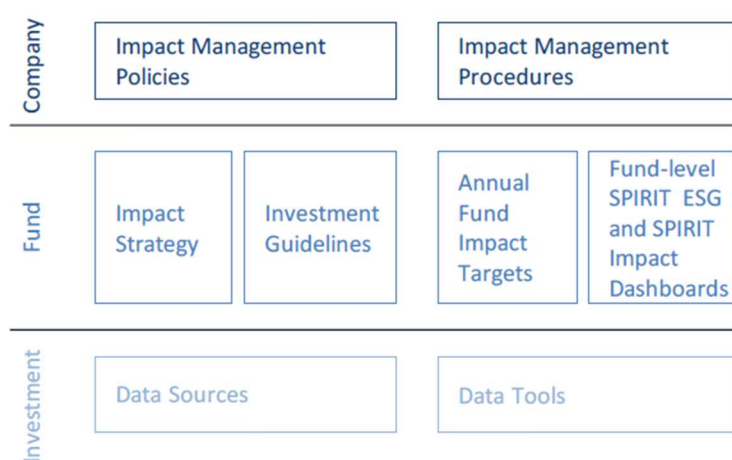 Company
Impact Management
Policies
Impact Management
Procedures
Fund
Impact
Strategy
Investment
Guidelines
Annual
Fund
Impact
Targets
Fund-level
SPIRIT ESG
and SPIRIT
Impact
Dashboards
Investment
Data Sources
Data Tools